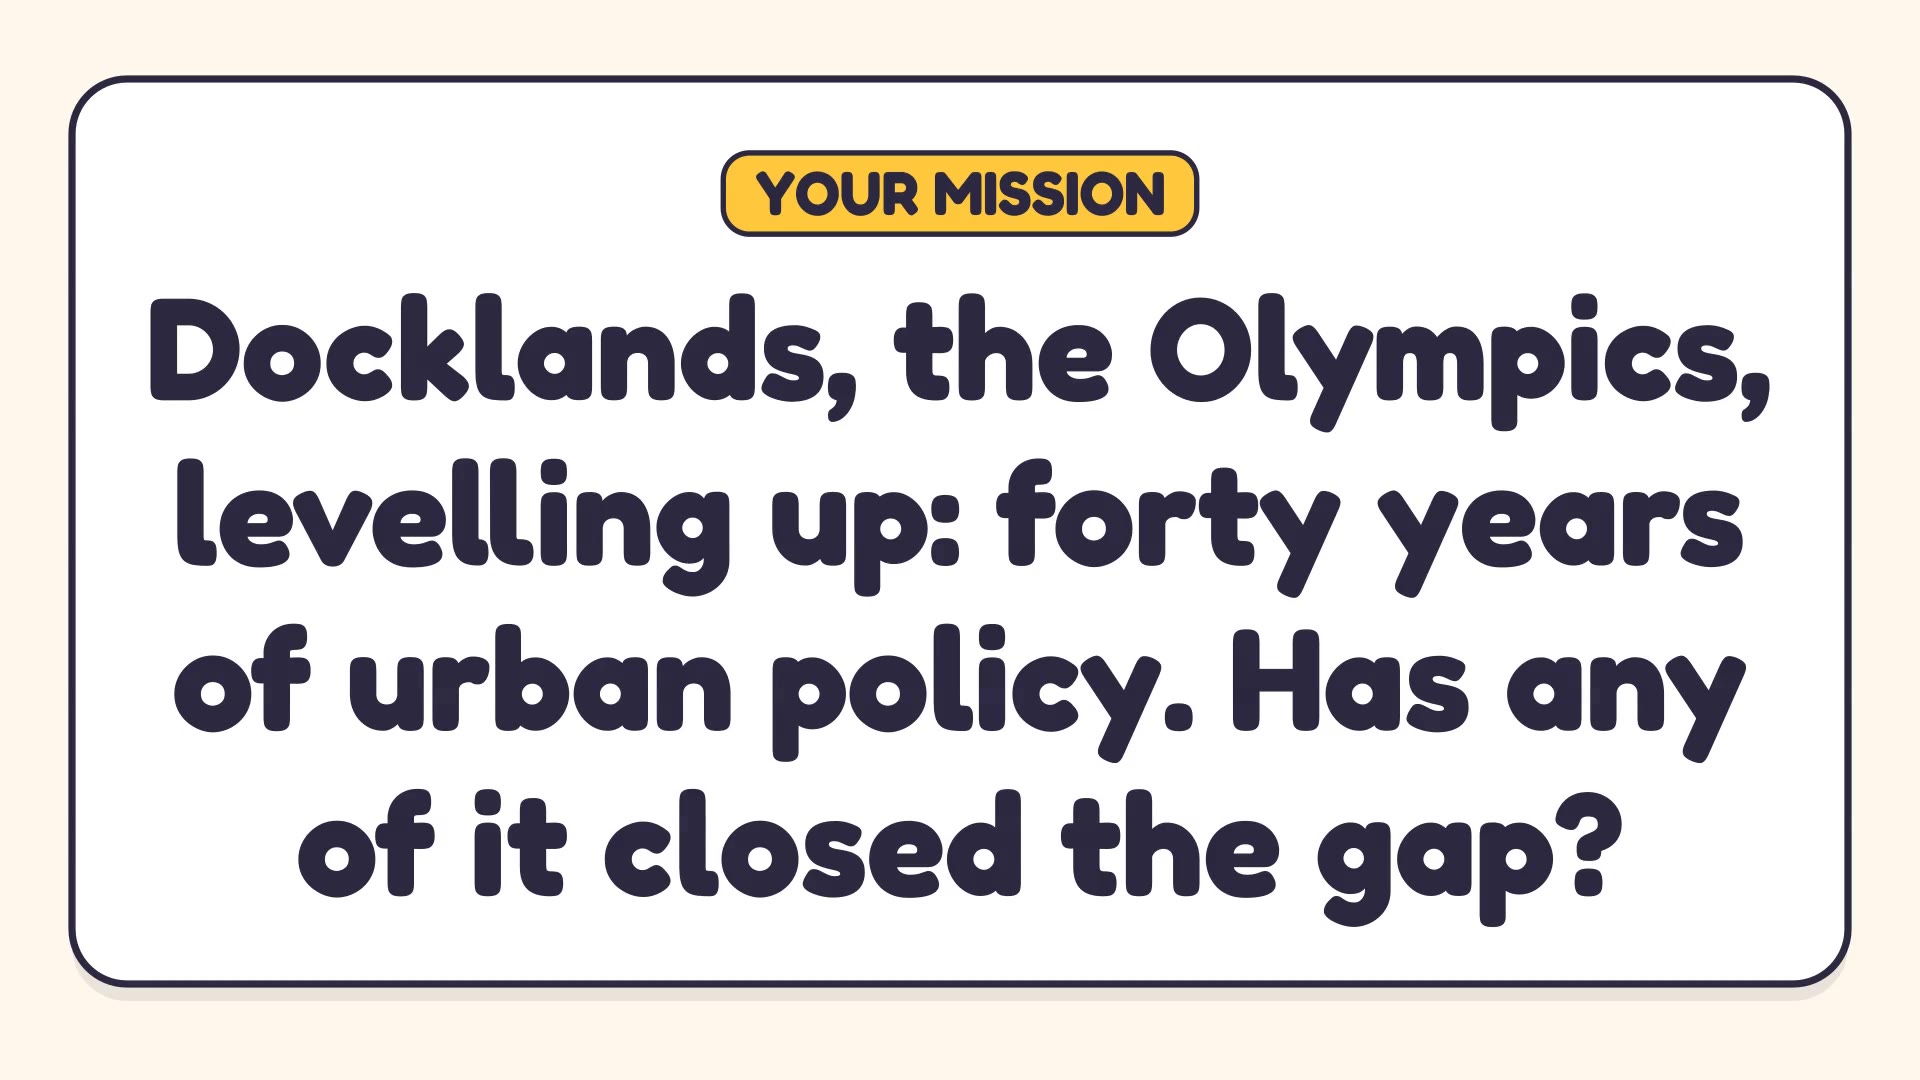 YOUR MISSION
Docklands, the Olympics,
levelling up: forty years
of urban policy. Has any
of it closed the gap?